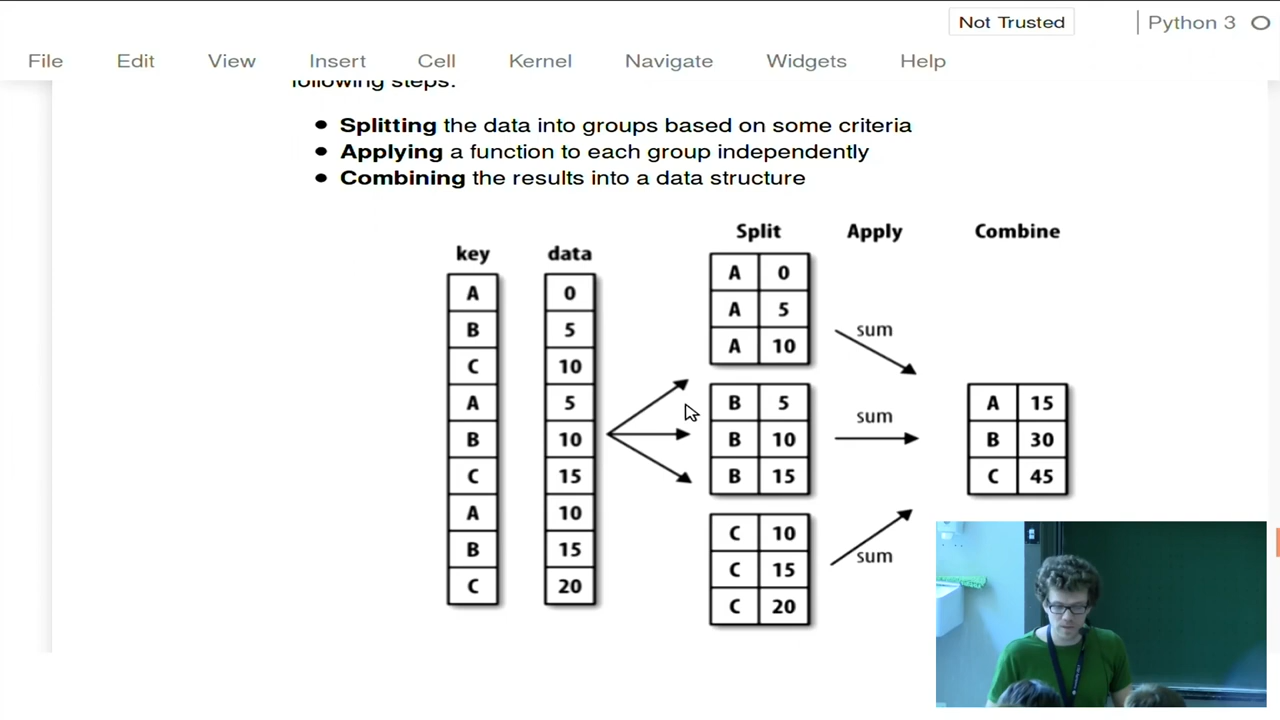 Not Trusted
Python 3
File Edit View Insert Cell Kernel Navigate Widgets Help
following steps:
Splitting the data into groups based on some criteria
Applying a function to each group independently
Combining the results into a data structure
Split Apply Combine
key data
A 0
B 5
C 10
A 5
B 10
C 15
A 10
B 15
C 20
A 0
A 5
A 10
B 5
B 10
B 15
C 10
C 15
C 20
sum
sum
sum
A 15
B 30
C 45